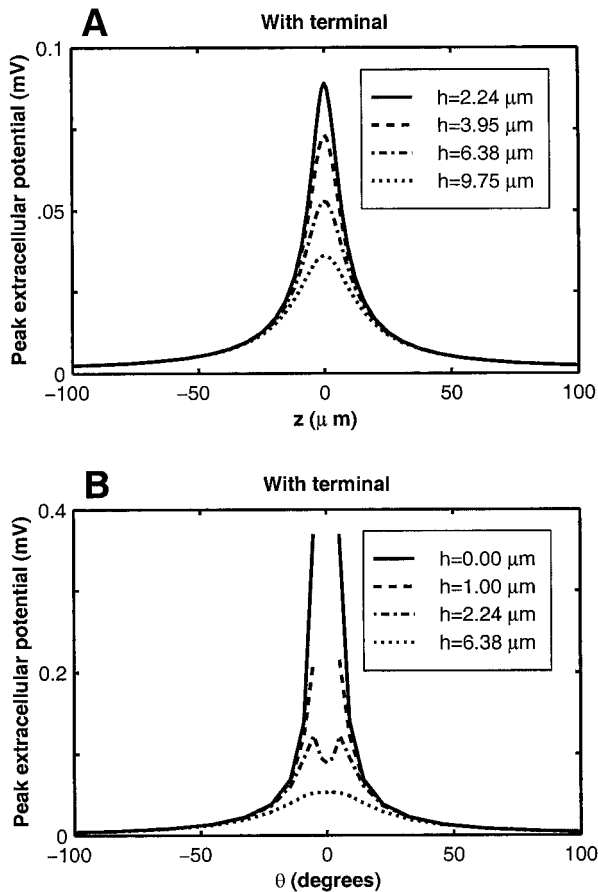 A
With terminal
Peak extracellular potential (mV)
0.1
.05
0
h=2.24 μm
h=3.95 μm
h=6.38 μm
h=9.75 μm
−100
−50
0
50
100
z (μ m)
B
With terminal
Peak extracellular potential (mV)
0.4
0.2
0
h=0.00 μm
h=1.00 μm
h=2.24 μm
h=6.38 μm
−100
−50
0
50
100
θ (degrees)